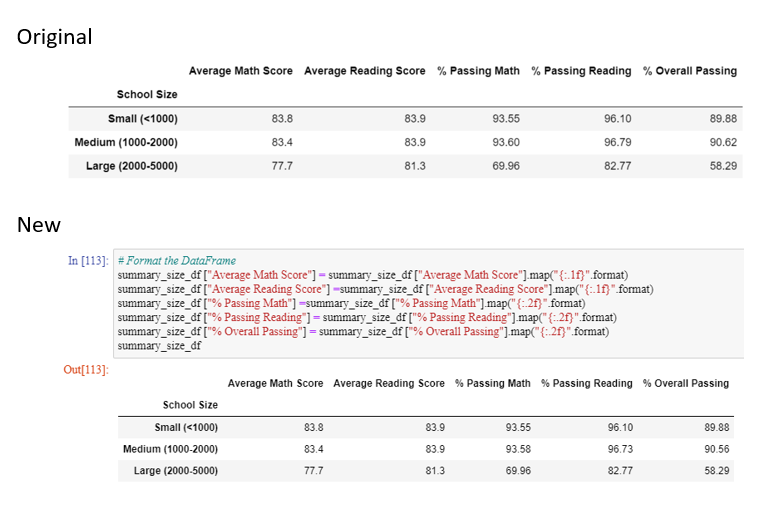 Original
Average Math Score Average Reading Score % Passing Math % Passing Reading % Overall Passing
School Size
Small (<1000) 83.8 83.9 93.55 96.10 89.88
Medium (1000-2000) 83.4 83.9 93.60 96.79 90.62
Large (2000-5000) 77.7 81.3 69.96 82.77 58.29
New
In [113]: # Format the DataFrame
summary_size_df ["Average Math Score"] = summary_size_df ["Average Math Score"].map("{:.1f}".format)
summary_size_df ["Average Reading Score"] =summary_size_df ["Average Reading Score"].map("{:.1f}".format)
summary_size_df ["% Passing Math"] =summary_size_df ["% Passing Math"].map("{:.2f}".format)
summary_size_df ["% Passing Reading"] = summary_size_df ["% Passing Reading"].map("{:.2f}".format)
summary_size_df ["% Overall Passing"] = summary_size_df ["% Overall Passing"].map("{:.2f}".format)
summary_size_df
Out[113]:
Average Math Score Average Reading Score % Passing Math % Passing Reading % Overall Passing
School Size
Small (<1000) 83.8 83.9 93.55 96.10 89.88
Medium (1000-2000) 83.4 83.9 93.58 96.73 90.56
Large (2000-5000) 77.7 81.3 69.96 82.77 58.29